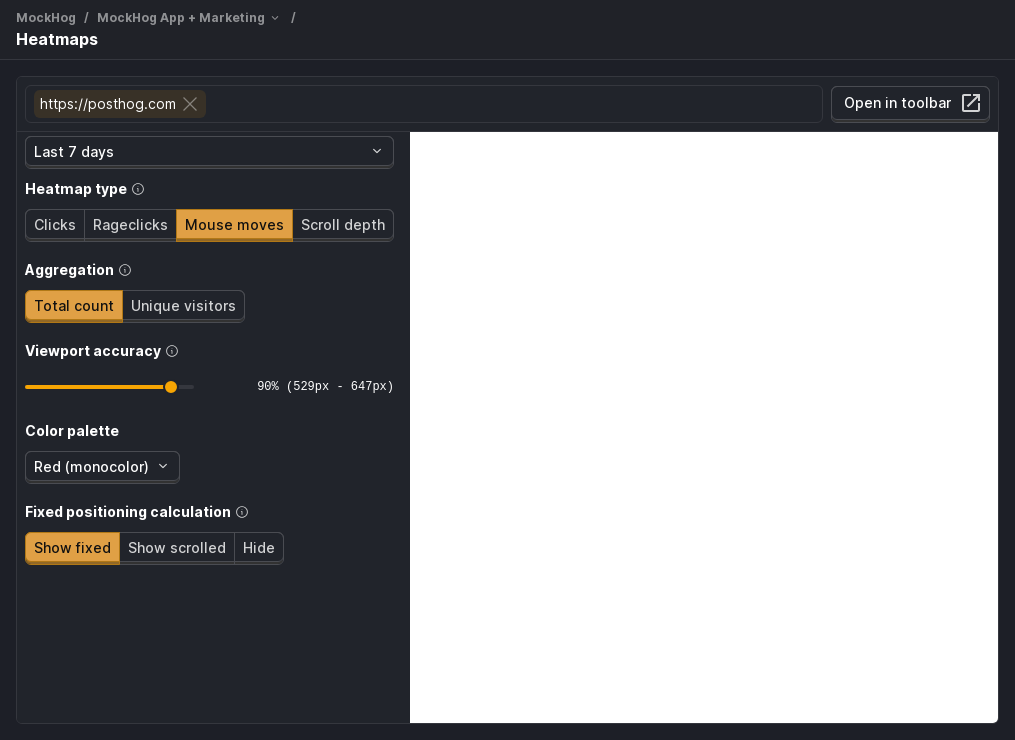 MockHog / MockHog App + Marketing /
Heatmaps
https://posthog.com
Open in toolbar
Last 7 days
Heatmap type
Clicks Rageclicks Mouse moves Scroll depth
Aggregation
Total count Unique visitors
Viewport accuracy
90% (529px - 647px)
Color palette
Red (monocolor)
Fixed positioning calculation
Show fixed Show scrolled Hide